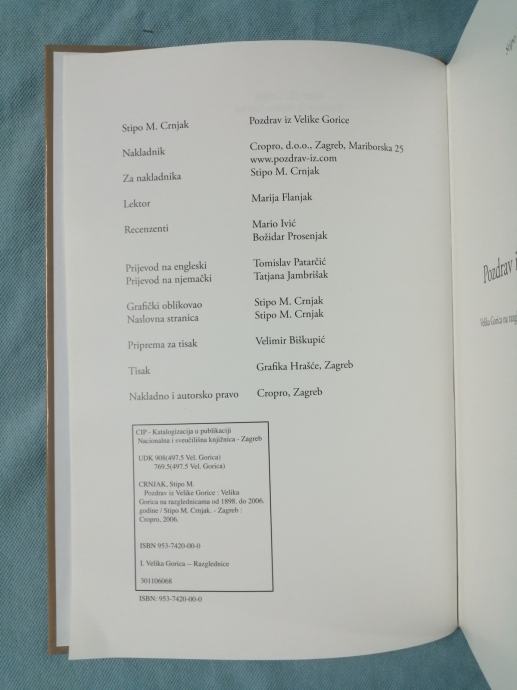 Stipo M. Crnjak Pozdrav iz Velike Gorice
Nakladnik Cropro, d.o.o., Zagreb, Mariborska 25
www.pozdrav-iz.com
Za nakladnika Stipo M. Crnjak
Lektor Marija Flanjak
Recenzenti Mario Ivić
Božidar Prosenjak
Prijevod na engleski Tomislav Patarčić
Prijevod na njemački Tatjana Jambrišak
Grafički oblikovao Stipo M. Crnjak
Naslovna stranica Stipo M. Crnjak
Priprema za tisak Velimir Biškupić
Tisak Grafika Hrašće, Zagreb
Nakladno i autorsko pravo Cropro, Zagreb
CIP - Katalogizacija u publikaciji
Nacionalna i sveučilišna knjižnica - Zagreb
UDK 908(497.5 Vel. Gorica)
769.5(497.5 Vel. Gorica)
CRNJAK, Stipo M.
Pozdrav iz Velike Gorice : Velika
Gorica na razglednicama od 1898. do 2006.
godine / Stipo M. Crnjak. - Zagreb :
Cropro, 2006.
ISBN 953-7420-00-0
I. Velika Gorica -- Razglednice
301106068
ISBN: 953-7420-00-0
Pozdrav i
Velika Gorica na razgl